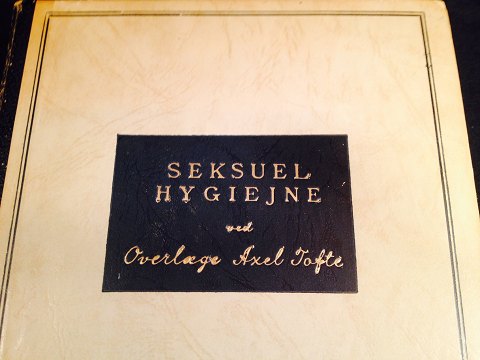 SEKSUEL
HYGIEJNE
ved
Overlæge Axel Tofte